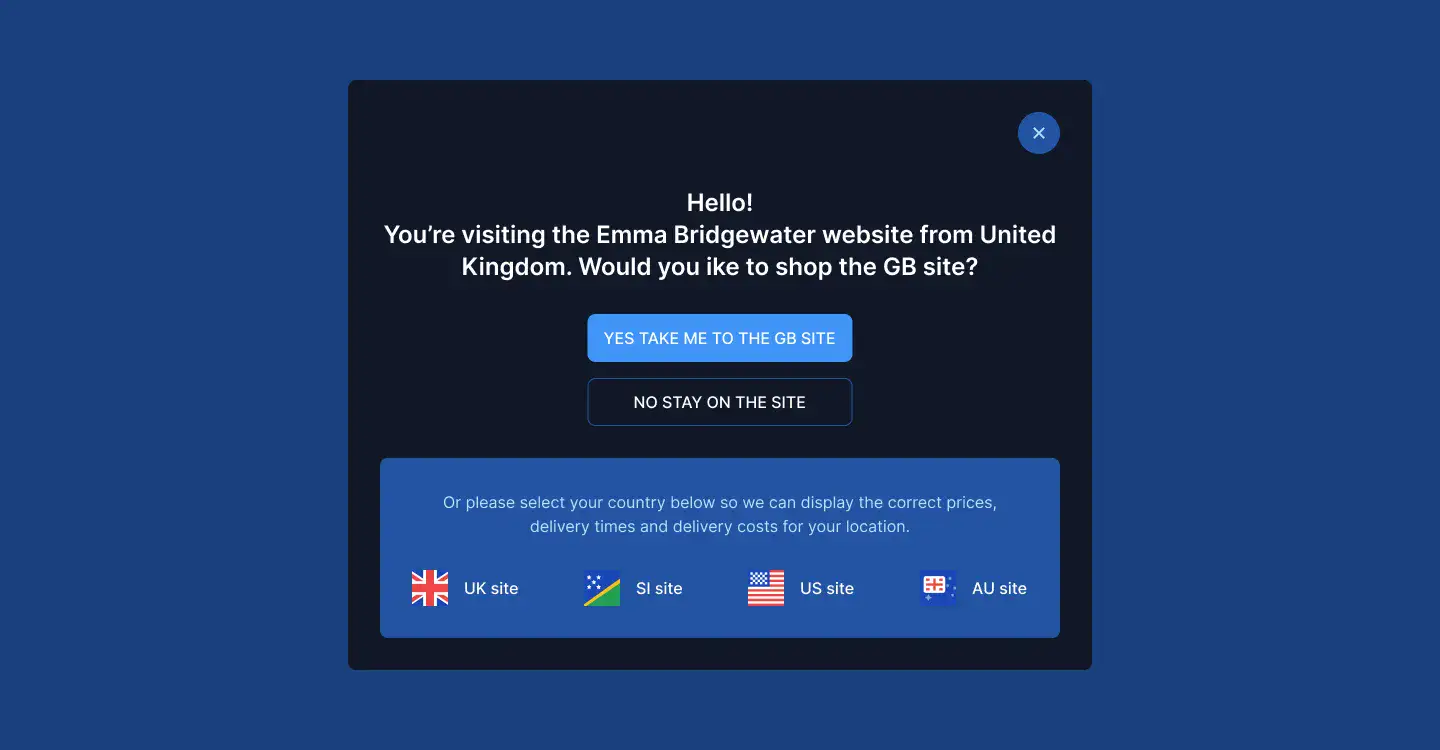 Hello!
You’re visiting the Emma Bridgewater website from United
Kingdom. Would you ike to shop the GB site?
YES TAKE ME TO THE GB SITE
NO STAY ON THE SITE
Or please select your country below so we can display the correct prices,
delivery times and delivery costs for your location.
UK site
SI site
US site
AU site